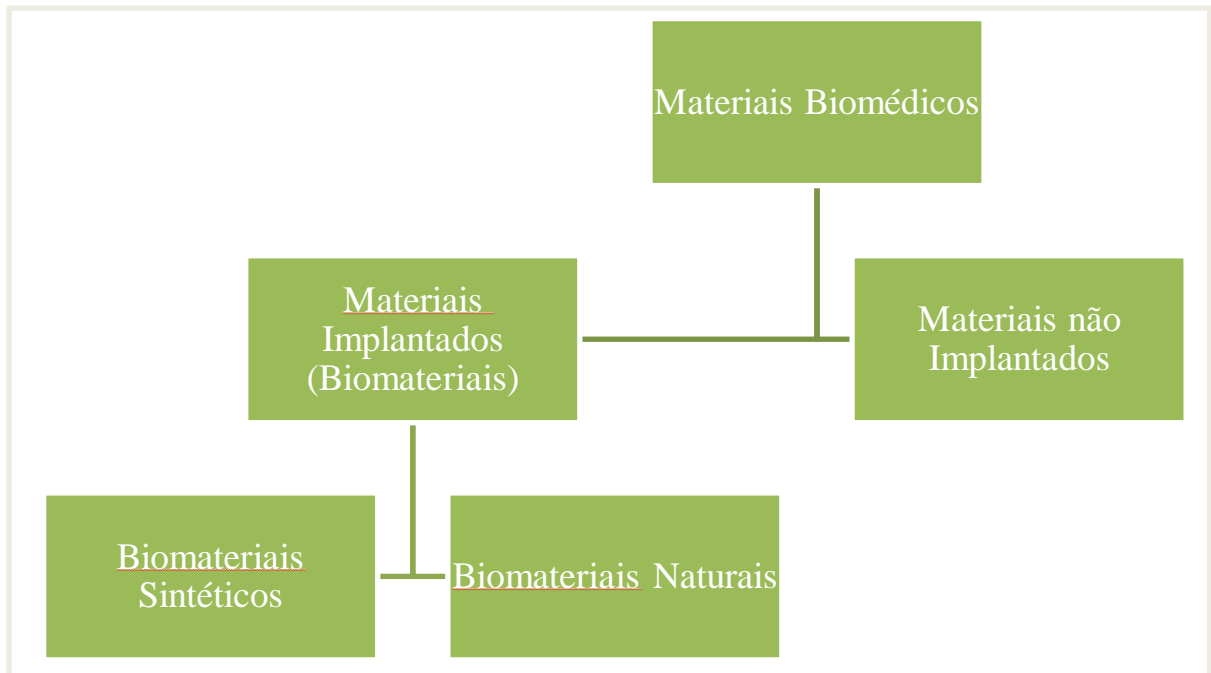 Materiais Biomédicos
Materiais
Implantados
(Biomateriais)
Materiais não
Implantados
Biomateriais
Sintéticos
Biomateriais Naturais